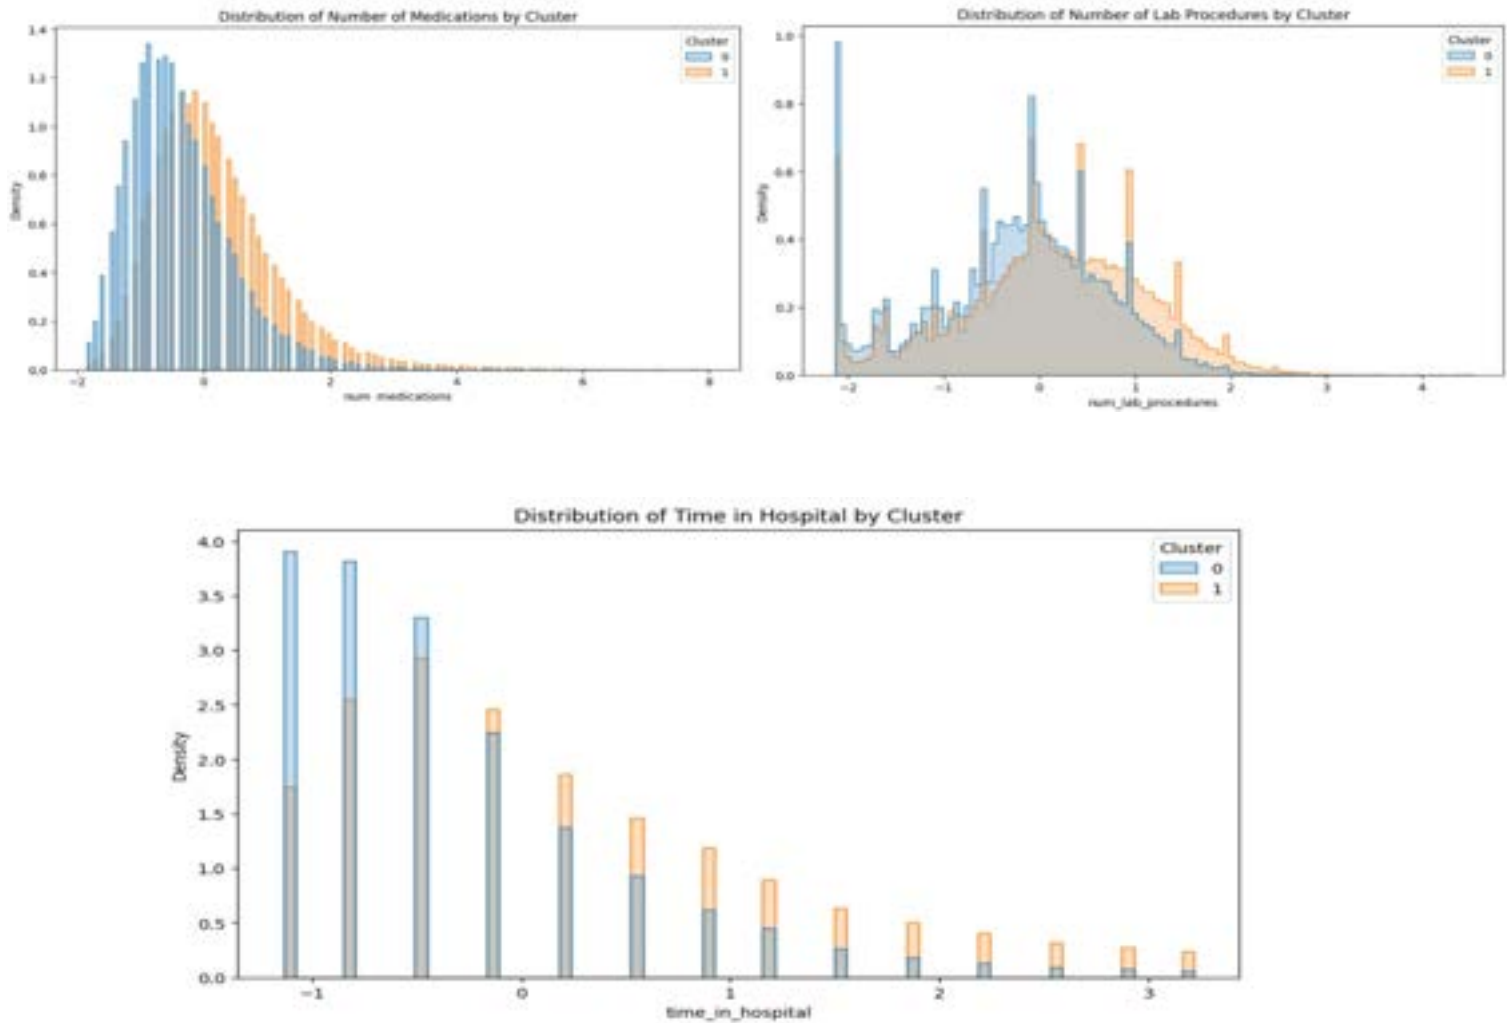 Distribution of Number of Medications by Cluster
1.4
1.2
1.0
0.8
0.6
0.4
0.2
0.0
Density
Cluster
0
1
−2 0 2 4 6 8
num_medications
Distribution of Number of Lab Procedures by Cluster
1.0
0.8
0.6
0.4
0.2
0.0
Density
Cluster
0
1
−2 −1 0 1 2 3 4
num_lab_procedures
Distribution of Time in Hospital by Cluster
4.0
3.5
3.0
2.5
2.0
1.5
1.0
0.5
0.0
Density
Cluster
0
1
−1 0 1 2 3
time_in_hospital